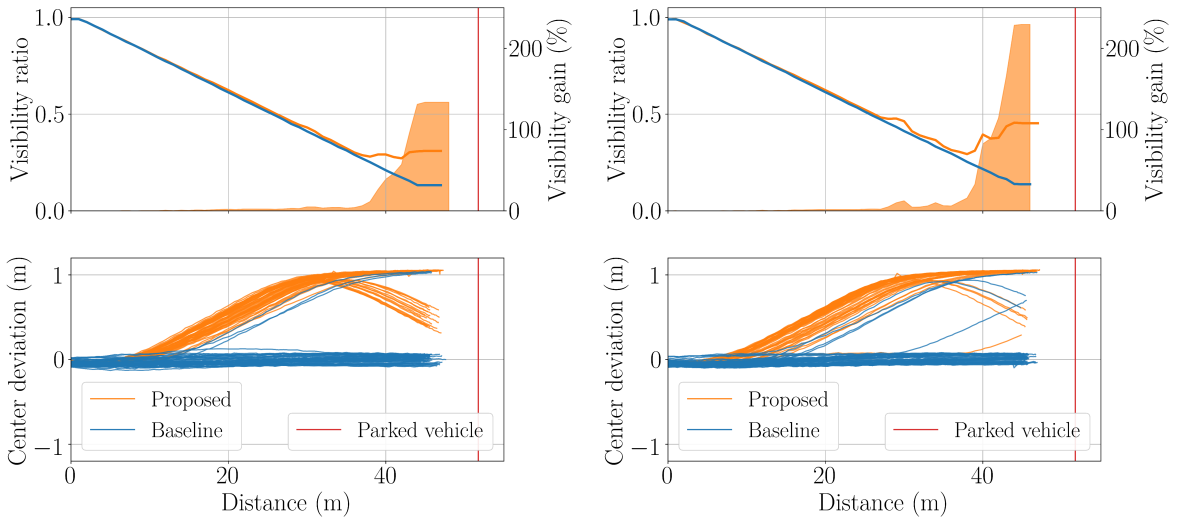 Visibility ratio
1.0
0.5
0.0
200
100
0
Visibility gain (%)
Visibility ratio
1.0
0.5
0.0
200
100
0
Visibility gain (%)
Center deviation (m)
1
0
−1
Proposed
Baseline
Parked vehicle
0
20
40
Distance (m)
Center deviation (m)
1
0
−1
Proposed
Baseline
Parked vehicle
0
20
40
Distance (m)